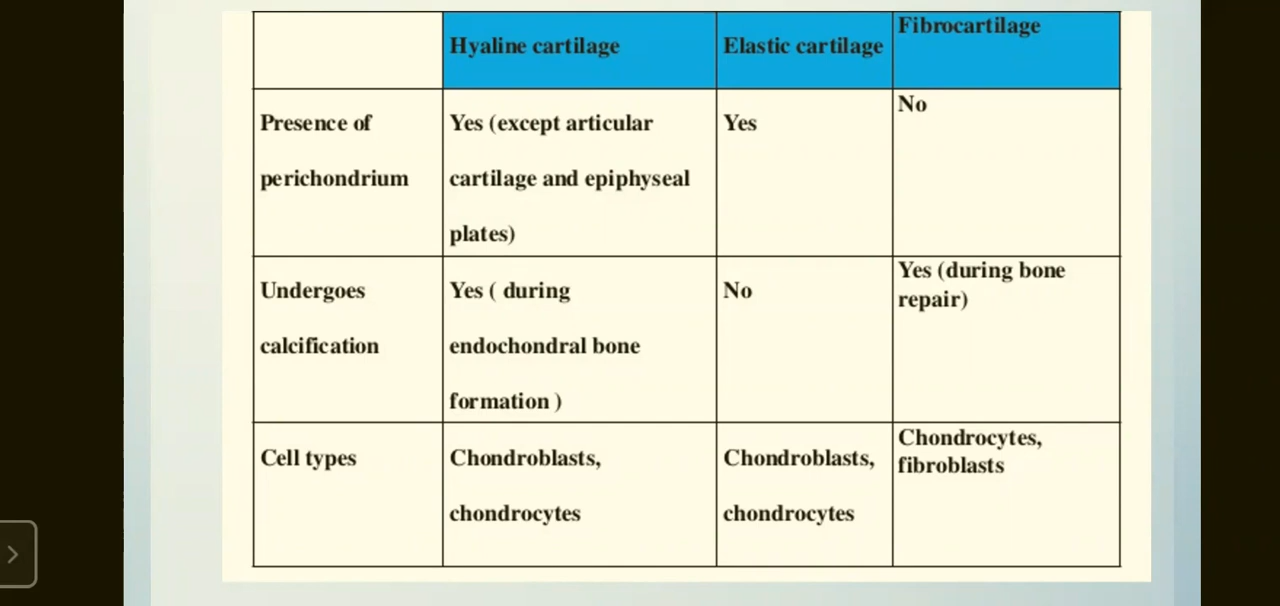 Hyaline cartilage
Elastic cartilage
Fibrocartilage
Presence of
perichondrium
Yes (except articular
cartilage and epiphyseal
plates)
Yes
No
Undergoes
calcification
Yes ( during
endochondral bone
formation )
No
Yes (during bone
repair)
Cell types
Chondroblasts,
chondrocytes
Chondroblasts,
chondrocytes
Chondrocytes,
fibroblasts